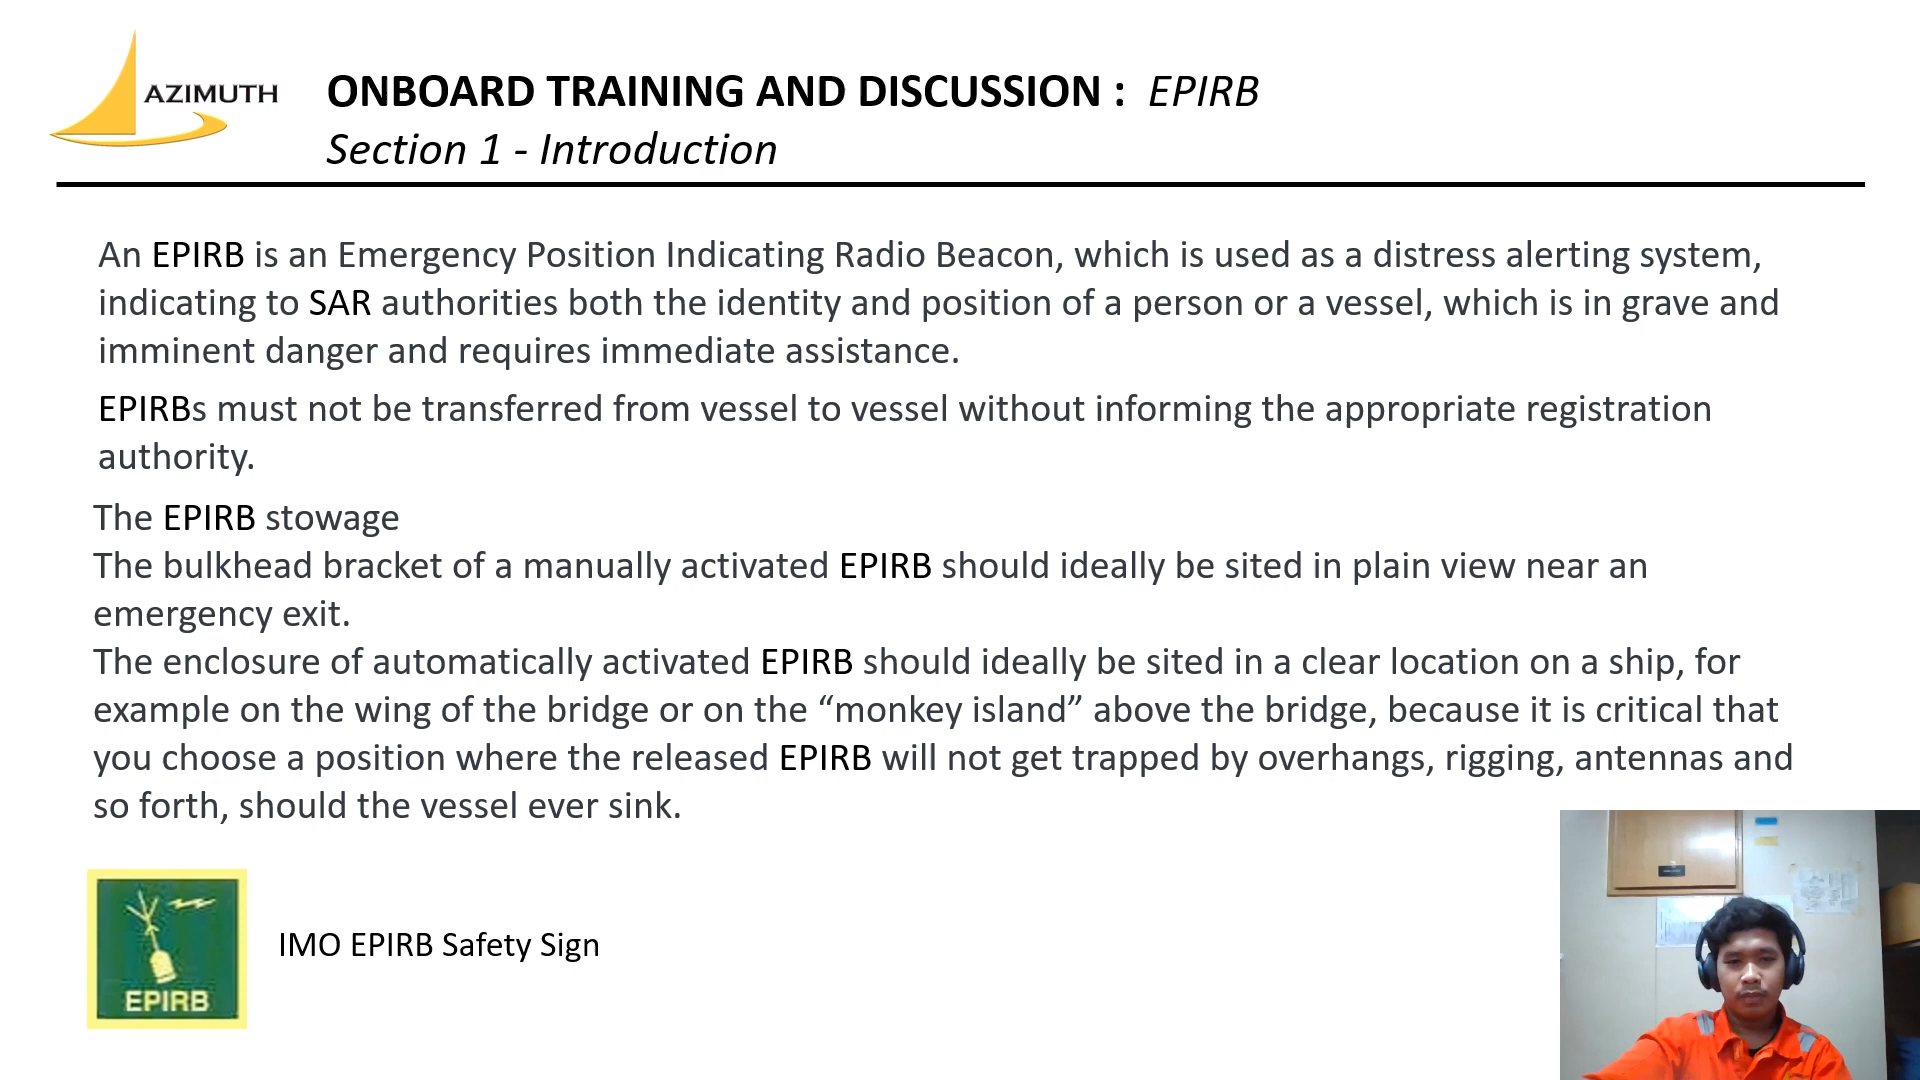 AZIMUTH
ONBOARD TRAINING AND DISCUSSION : EPIRB
Section 1 - Introduction
An EPIRB is an Emergency Position Indicating Radio Beacon, which is used as a distress alerting system,
indicating to SAR authorities both the identity and position of a person or a vessel, which is in grave and
imminent danger and requires immediate assistance.
EPIRBs must not be transferred from vessel to vessel without informing the appropriate registration
authority.
The EPIRB stowage
The bulkhead bracket of a manually activated EPIRB should ideally be sited in plain view near an
emergency exit.
The enclosure of automatically activated EPIRB should ideally be sited in a clear location on a ship, for
example on the wing of the bridge or on the “monkey island” above the bridge, because it is critical that
you choose a position where the released EPIRB will not get trapped by overhangs, rigging, antennas and
so forth, should the vessel ever sink.
EPIRB
IMO EPIRB Safety Sign